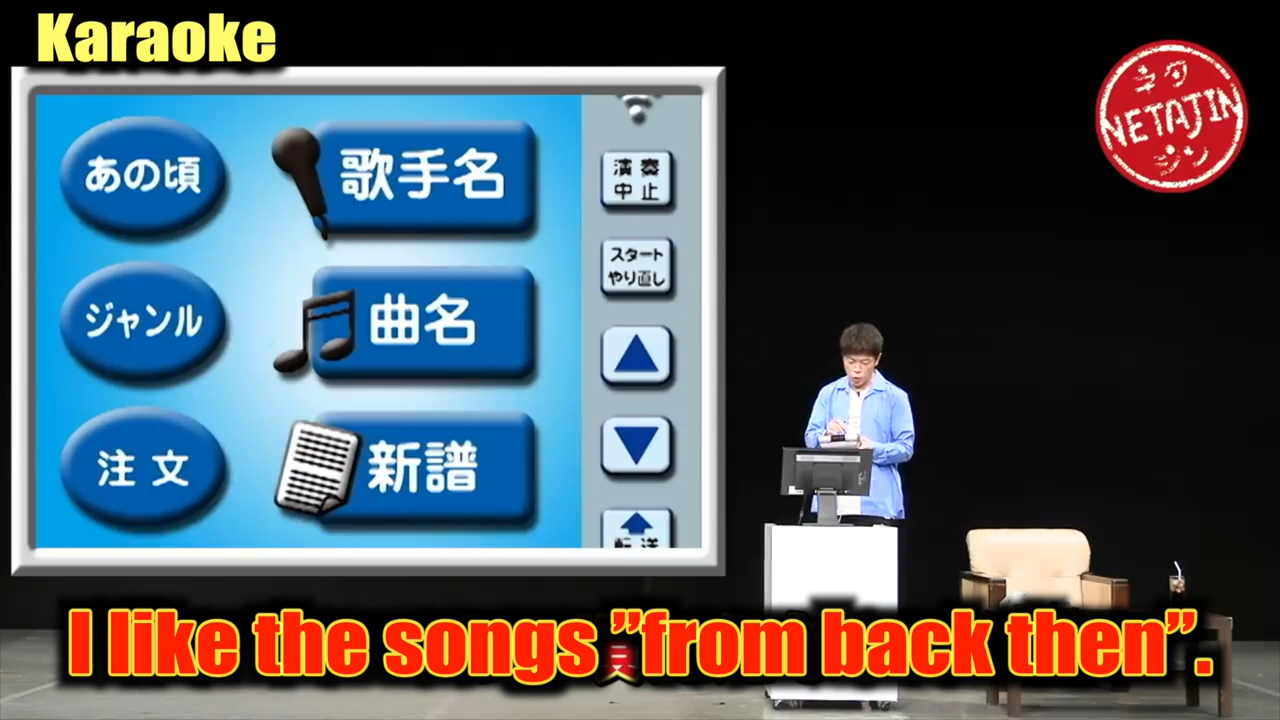 Karaoke
ネタ
NETAJIN
ジン
あの頃
歌手名
演奏
中止
ジャンル
曲名
スタート
やり直し
注文
新譜
転送
I like the songs ”from back then”.